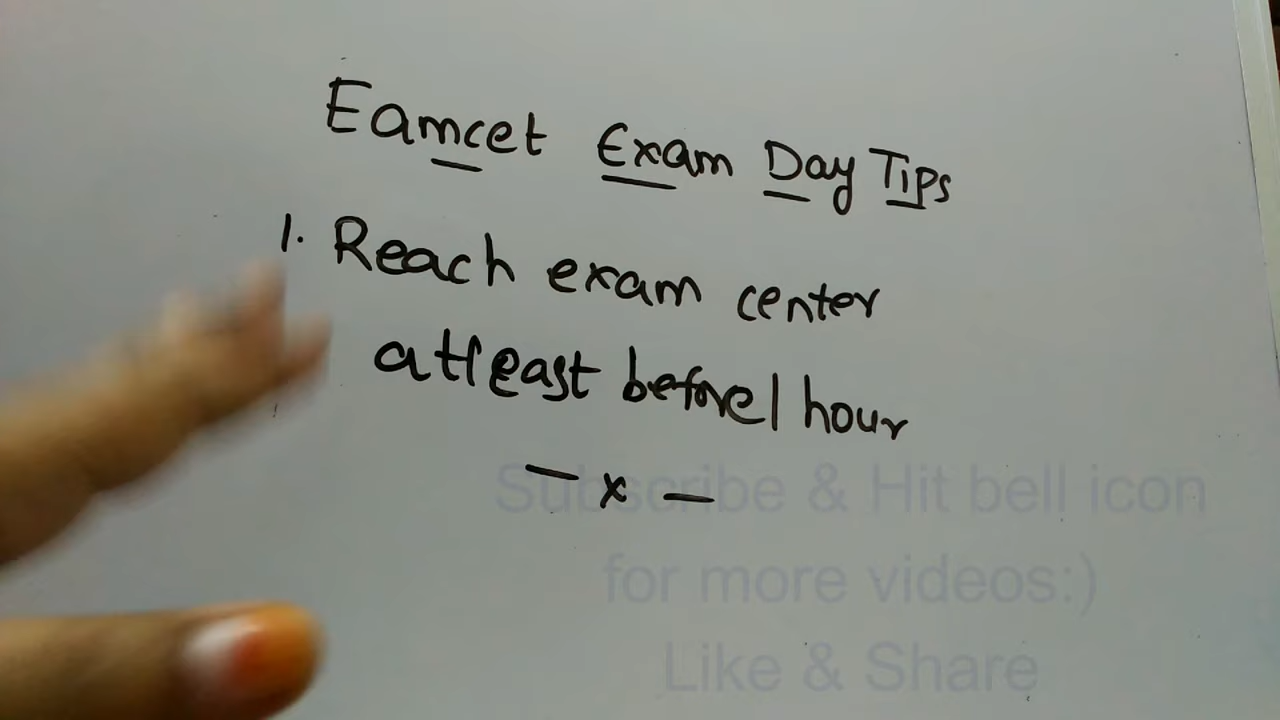 Eamcet Exam Day Tips
1. Reach exam center
atleast before 1 hour
— x —
Subscribe & Hit bell icon
for more videos:)
Like & Share